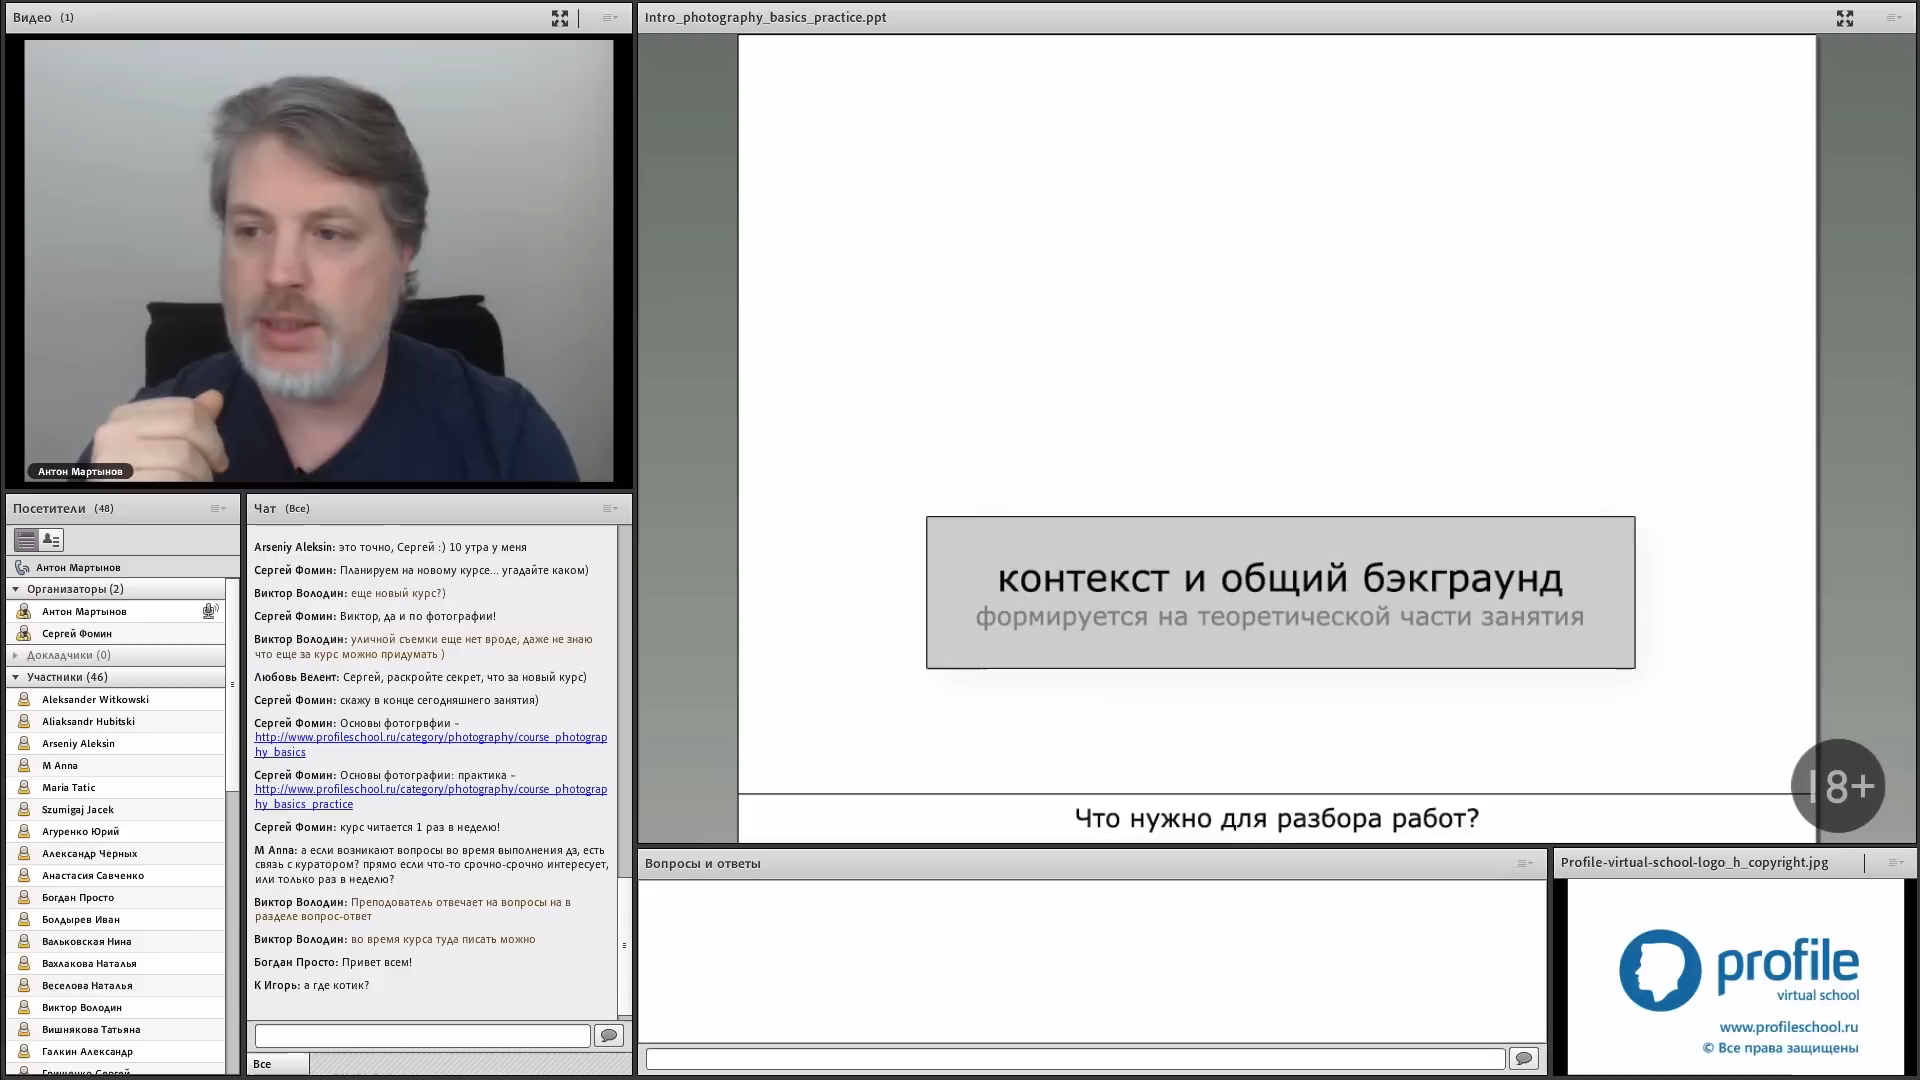 Видео (1)
Антон Мартынов
Посетители (48)
Антон Мартынов
Организаторы (2)
Антон Мартынов
Сергей Фомин
Докладчики (0)
Участники (46)
Aleksander Witkowski
Aliaksandr Hubitski
Arseniy Aleksin
M Anna
Maria Tatic
Szumigaj Jacek
Агуренко Юрий
Александр Черных
Анастасия Савченко
Богдан Просто
Болдырев Иван
Вальковская Нина
Вахлакова Наталья
Веселова Наталья
Виктор Володин
Вишнякова Татьяна
Галкин Александр
Чат (Все)
Arseniy Aleksin: это точно, Сергей :) 10 утра у меня
Сергей Фомин: Планируем на новому курсе... угадайте каком)
Виктор Володин: еще новый курс?)
Сергей Фомин: Виктор, да и по фотографии!
Виктор Володин: уличной съемки еще нет вроде, даже не знаю
что еще за курс можно придумать )
Любовь Велент: Сергей, раскройте секрет, что за новый курс)
Сергей Фомин: скажу в конце сегодняшнего занятия)
Сергей Фомин: Основы фотогрвфии -
http://www.profileschool.ru/category/photography/course_photograp
hy_basics
Сергей Фомин: Основы фотографии: практика -
http://www.profileschool.ru/category/photography/course_photograp
hy_basics_practice
Сергей Фомин: курс читается 1 раз в неделю!
M Anna: а если возникают вопросы во время выполнения дз, есть
связь с куратором? прямо если что-то срочно-срочно интересует,
или только раз в неделю?
Виктор Володин: Преподователь отвечает на вопросы на в
разделе вопрос-ответ
Виктор Володин: во время курса туда писать можно
Богдан Просто: Привет всем!
К Игорь: а где котик?
Все
Intro_photography_basics_practice.ppt
контекст и общий бэкграунд
формируется на теоретической части занятия
18+
Что нужно для разбора работ?
Вопросы и ответы
Profile-virtual-school-logo_h_copyright.jpg
profile
virtual school
www.profileschool.ru
© Все права защищены